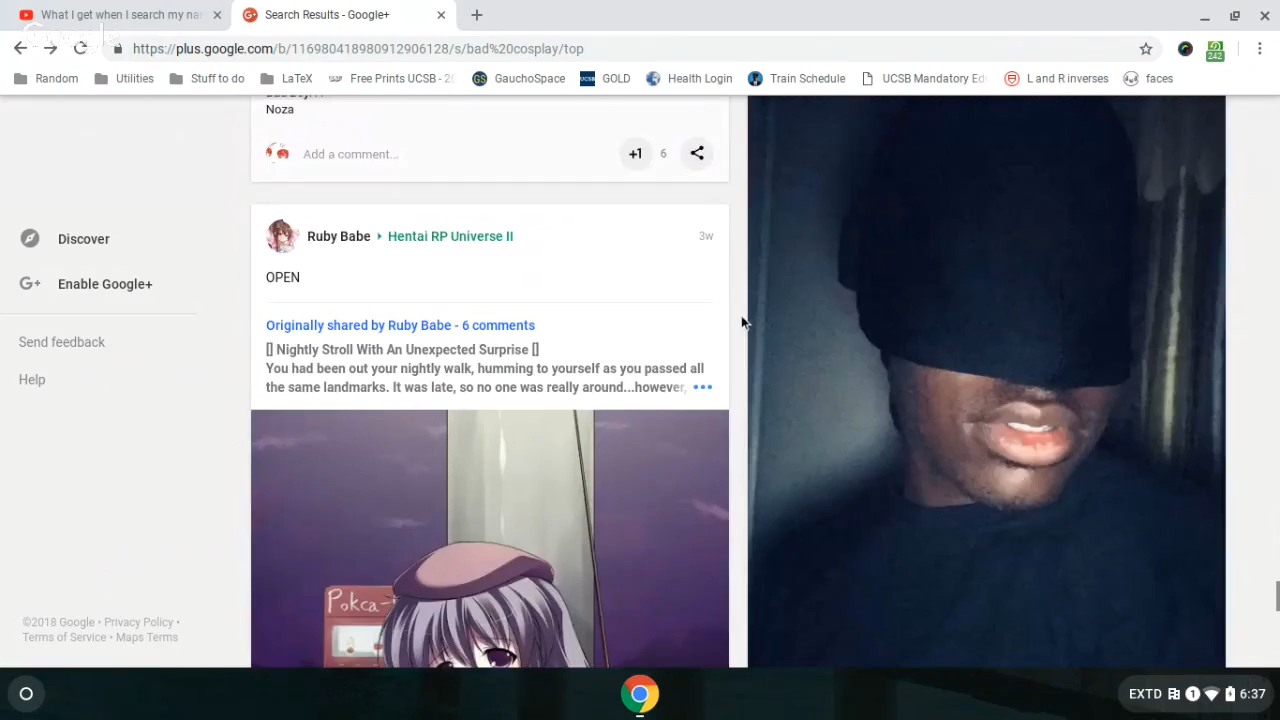 What I get when I search my na
Search Results - Google+
https://plus.google.com/b/116980418980912906128/s/bad%20cosplay/top
242
Random
Utilities
Stuff to do
LaTeX
Free Prints UCSB - 20
GS
GauchoSpace
UCSB
GOLD
Health Login
Train Schedule
UCSB Mandatory Ed
L and R inverses
faces
Noza
Add a comment...
+1
6
Discover
G+ Enable Google+
Send feedback
Help
©2018 Google • Privacy Policy •
Terms of Service • Maps Terms
Ruby Babe
Hentai RP Universe II
3w
OPEN
Originally shared by Ruby Babe - 6 comments
[] Nightly Stroll With An Unexpected Surprise []
You had been out your nightly walk, humming to yourself as you passed all
the same landmarks. It was late, so no one was really around...however,
Pokca-
EXTD
1
6:37